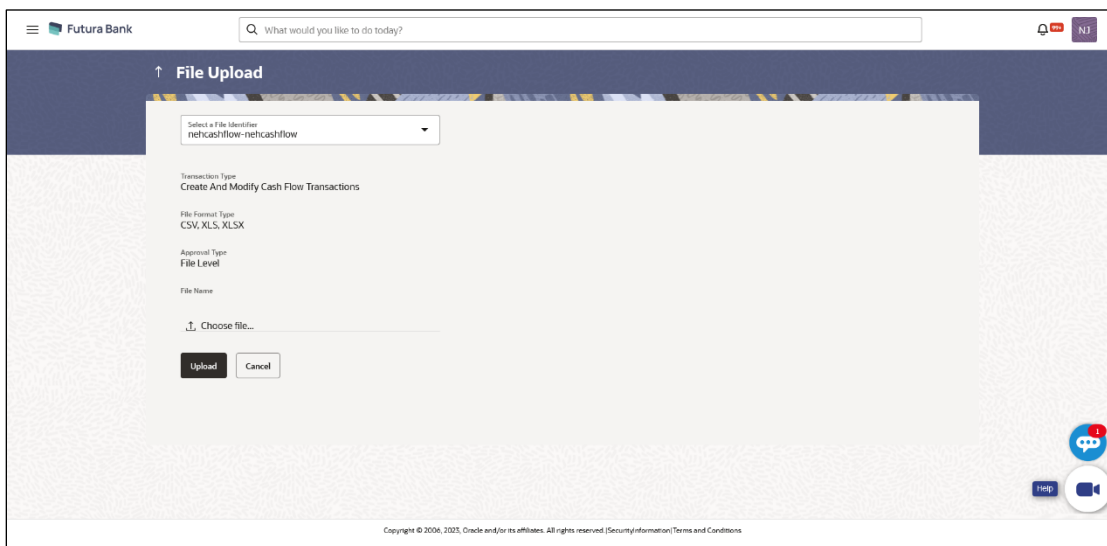 Futura Bank
What would you like to do today?
99+
NJ
File Upload
Select a File Identifier
nehcashflow-nehcashflow
Transaction Type
Create And Modify Cash Flow Transactions
File Format Type
CSV, XLS, XLSX
Approval Type
File Level
File Name
Choose file...
Upload Cancel
1
Help
Copyright © 2006, 2023, Oracle and/or its affiliates. All rights reserved.|SecurityInformation|Terms and Conditions